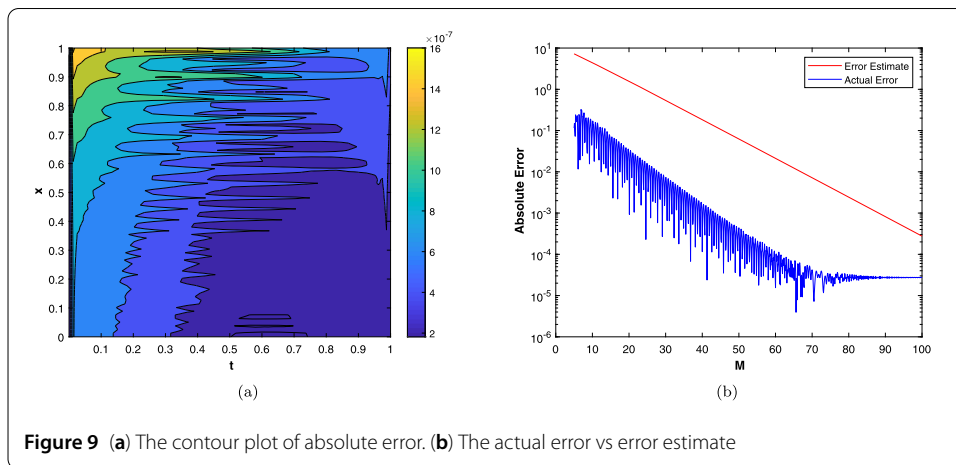 ×10⁻⁷
1
0.9
0.8
0.7
0.6
0.5
0.4
0.3
0.2
0.1
0
x
0.1 0.2 0.3 0.4 0.5 0.6 0.7 0.8 0.9 1
t
16
14
12
10
8
6
4
2
(a)
10¹
10⁰
10⁻¹
10⁻²
10⁻³
10⁻⁴
10⁻⁵
10⁻⁶
Absolute Error
Error Estimate
Actual Error
0 10 20 30 40 50 60 70 80 90 100
M
(b)
Figure 9 (a) The contour plot of absolute error. (b) The actual error vs error estimate